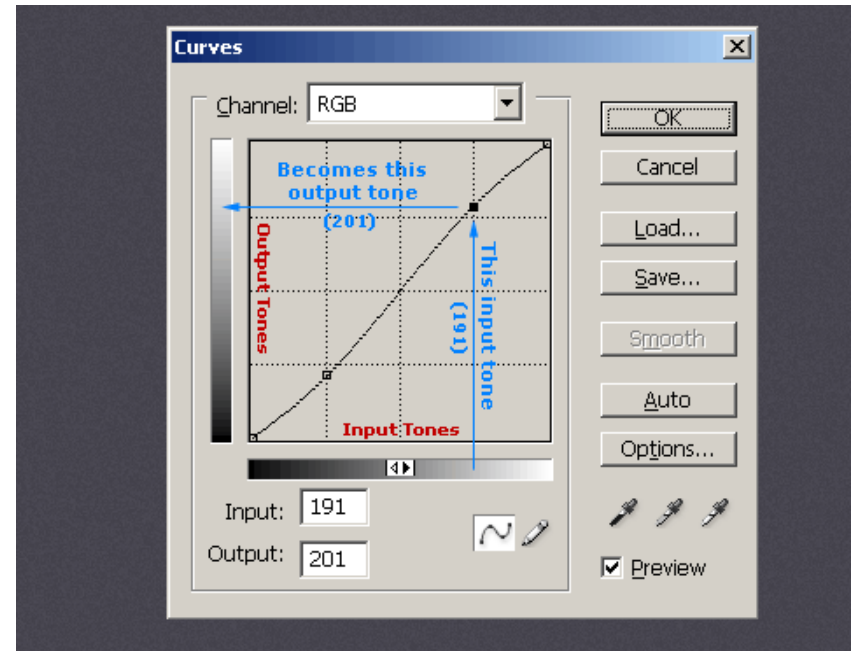 Curves
Channel: RGB
OK
Cancel
Load...
Save...
Smooth
Auto
Options...
Preview
Becomes this
output tone
(201)
Output Tones
This input tone
(191)
Input Tones
Input: 191
Output: 201